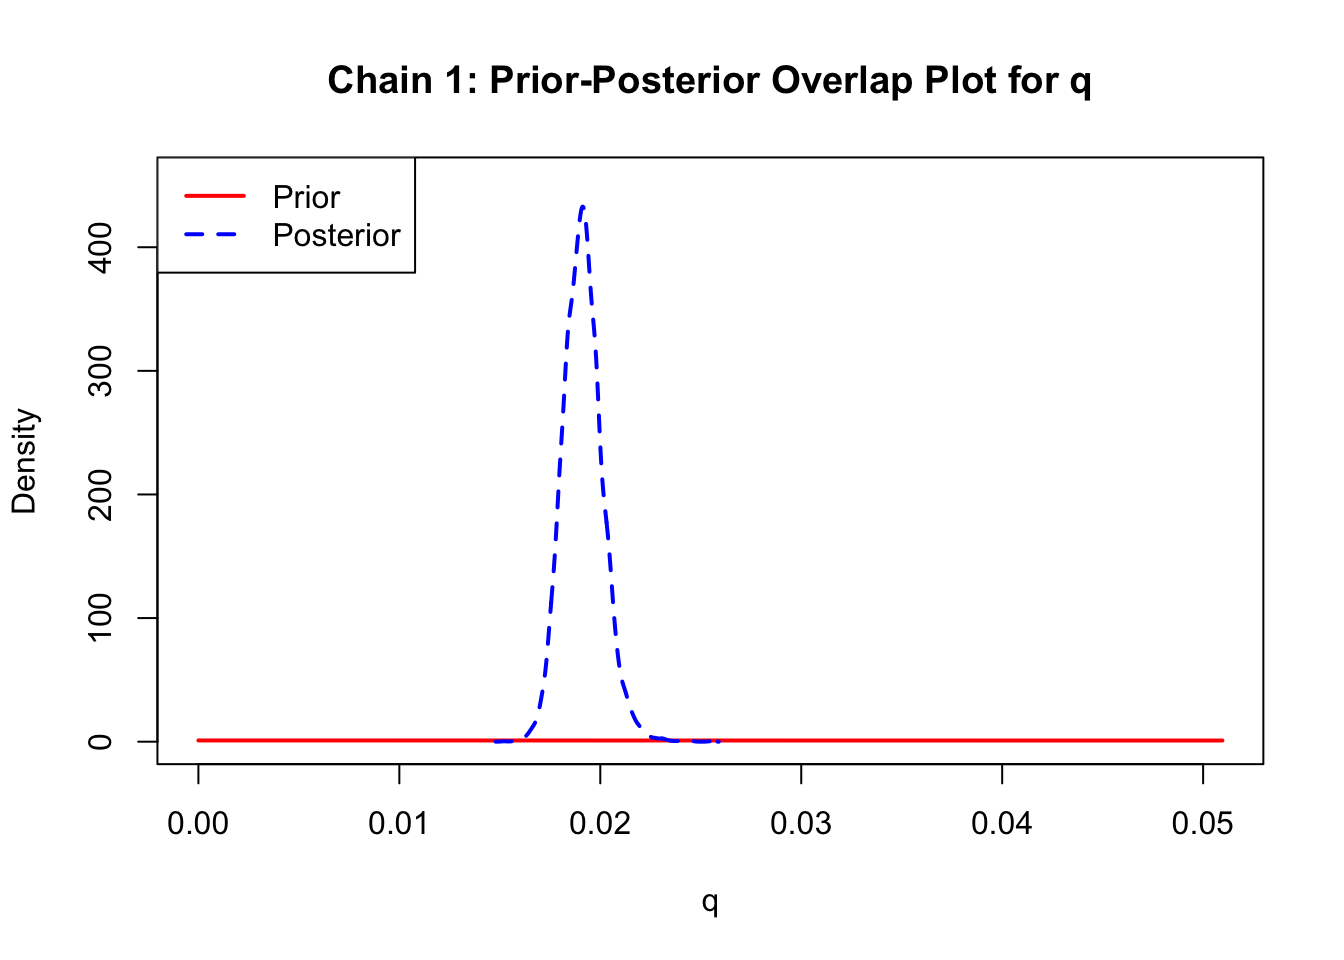 Chain 1: Prior-Posterior Overlap Plot for q
Prior
Posterior
Density
400
300
200
100
0
0.00 0.01 0.02 0.03 0.04 0.05
q